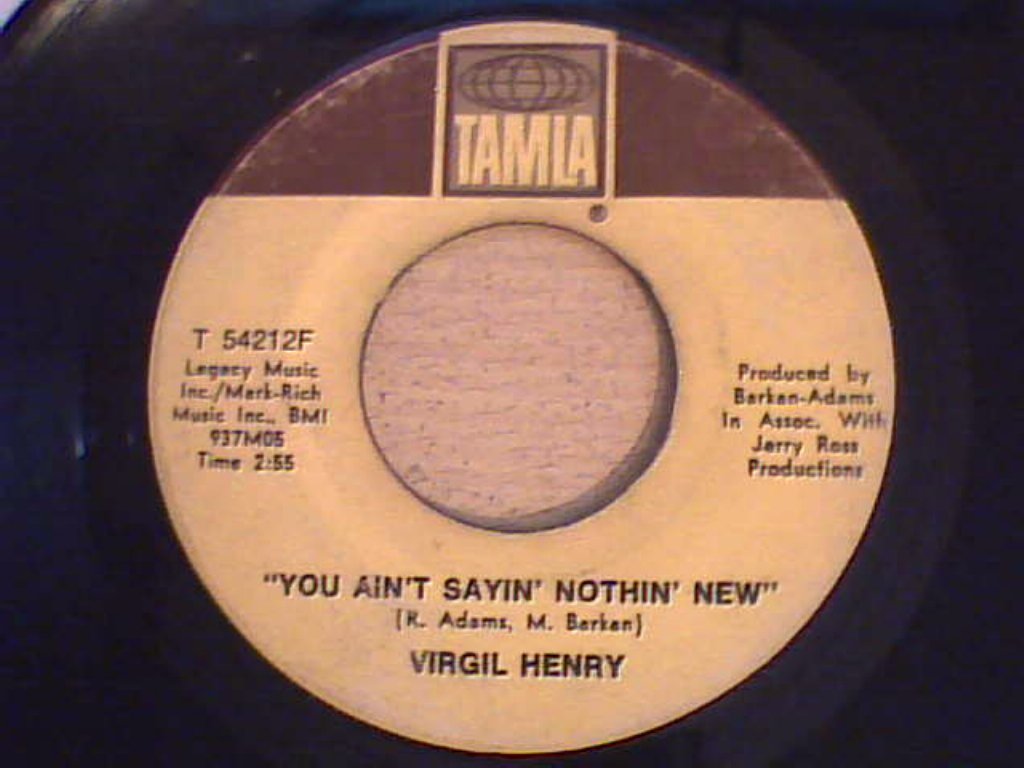 TAMLA
T 54212F
Legacy Music
Inc./Mark-Rich
Music Inc., BMI
937M05
Time 2:55
Produced by
Barkan-Adams
In Assoc. With
Jerry Ross
Productions
"YOU AIN'T SAYIN' NOTHIN' NEW"
(R. Adams, M. Barkan)
VIRGIL HENRY